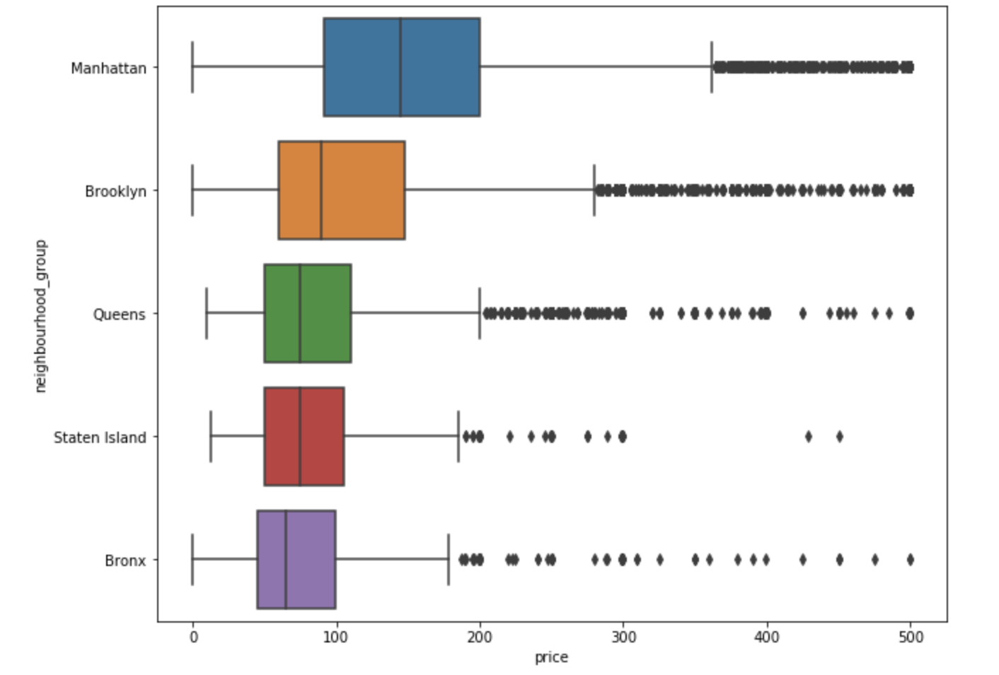 neighbourhood_group
Manhattan
Brooklyn
Queens
Staten Island
Bronx
0 100 200 300 400 500
price